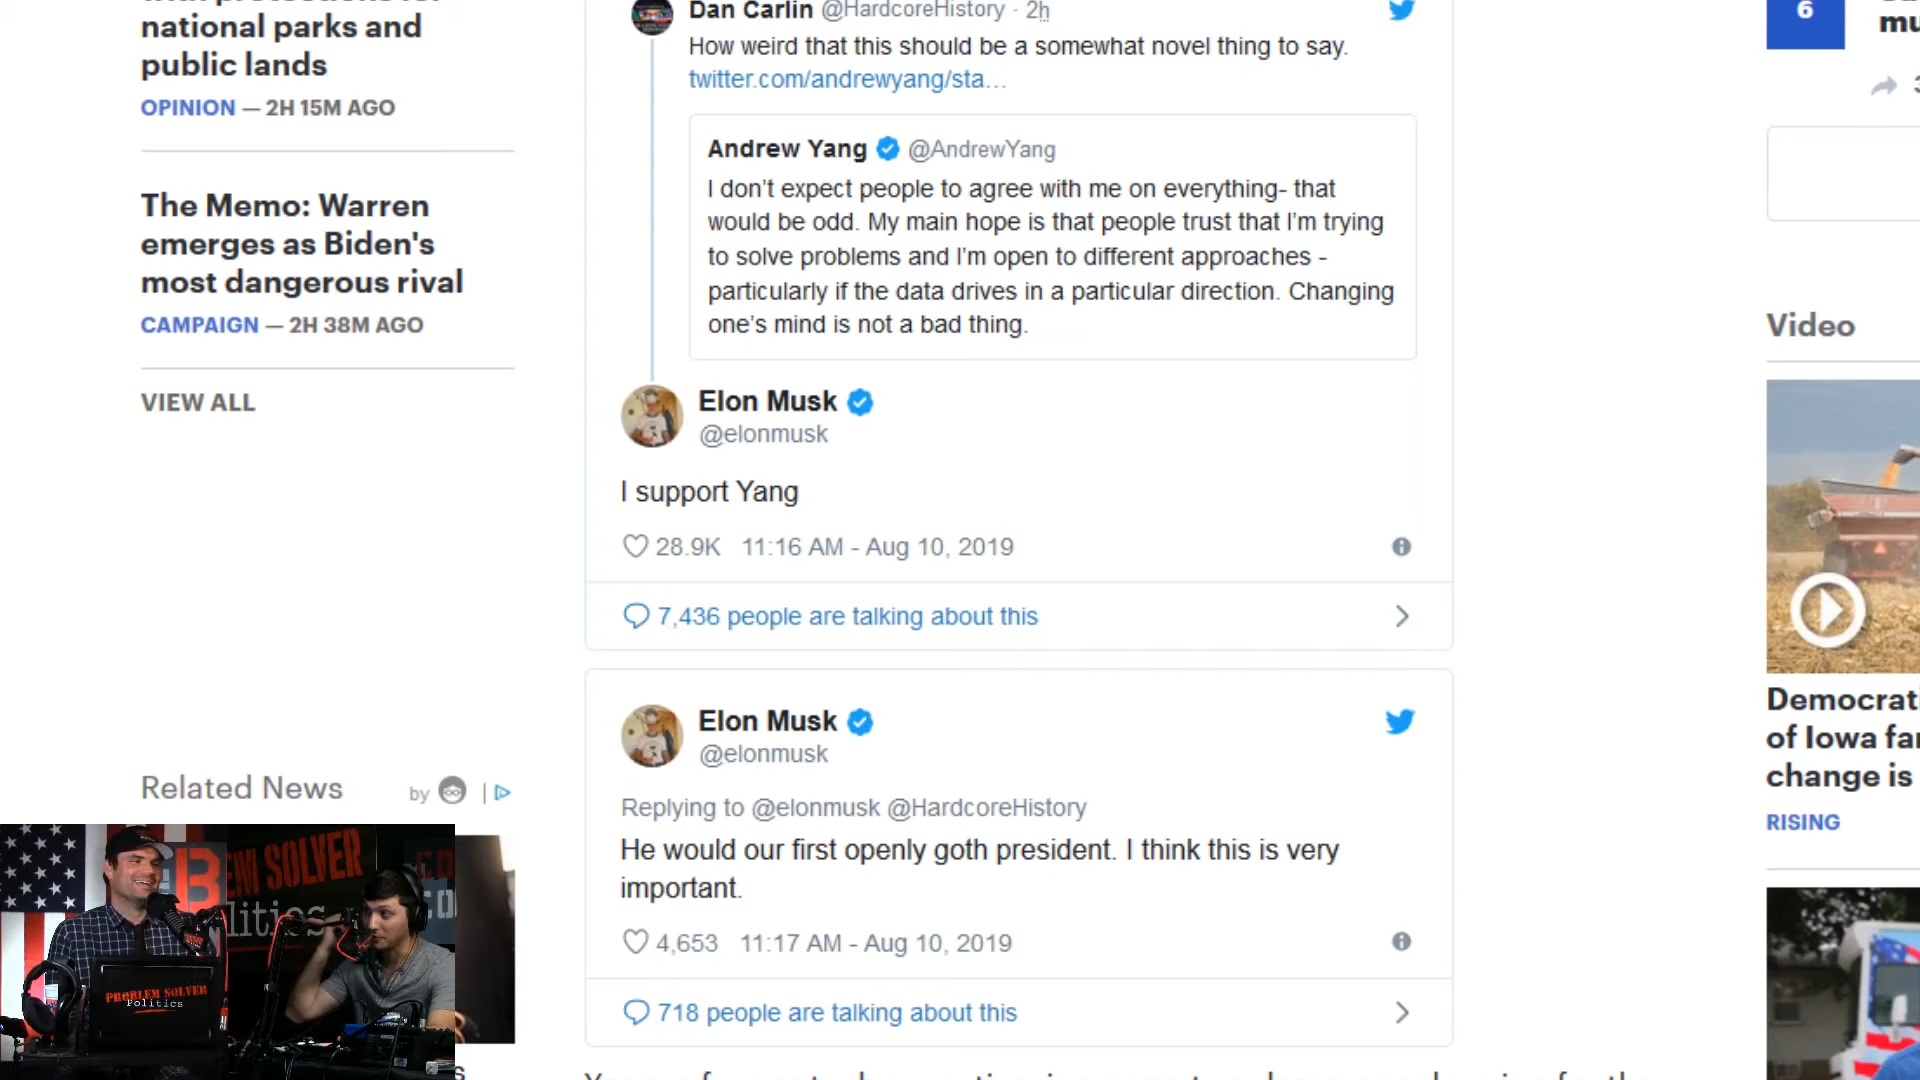 national parks and
public lands
OPINION — 2H 15M AGO
The Memo: Warren
emerges as Biden's
most dangerous rival
CAMPAIGN — 2H 38M AGO
VIEW ALL
Related News
by
Dan Carlin @HardcoreHistory · 2h
How weird that this should be a somewhat novel thing to say.
twitter.com/andrewyang/sta…
Andrew Yang @AndrewYang
I don't expect people to agree with me on everything- that
would be odd. My main hope is that people trust that I'm trying
to solve problems and I'm open to different approaches -
particularly if the data drives in a particular direction. Changing
one's mind is not a bad thing.
Elon Musk
@elonmusk
I support Yang
28.9K 11:16 AM - Aug 10, 2019
7,436 people are talking about this
Elon Musk
@elonmusk
Replying to @elonmusk @HardcoreHistory
He would our first openly goth president. I think this is very
important.
4,653 11:17 AM - Aug 10, 2019
718 people are talking about this
6
Video
Democrati
of Iowa far
change is
RISING
PROBLEM SOLVER
Politics